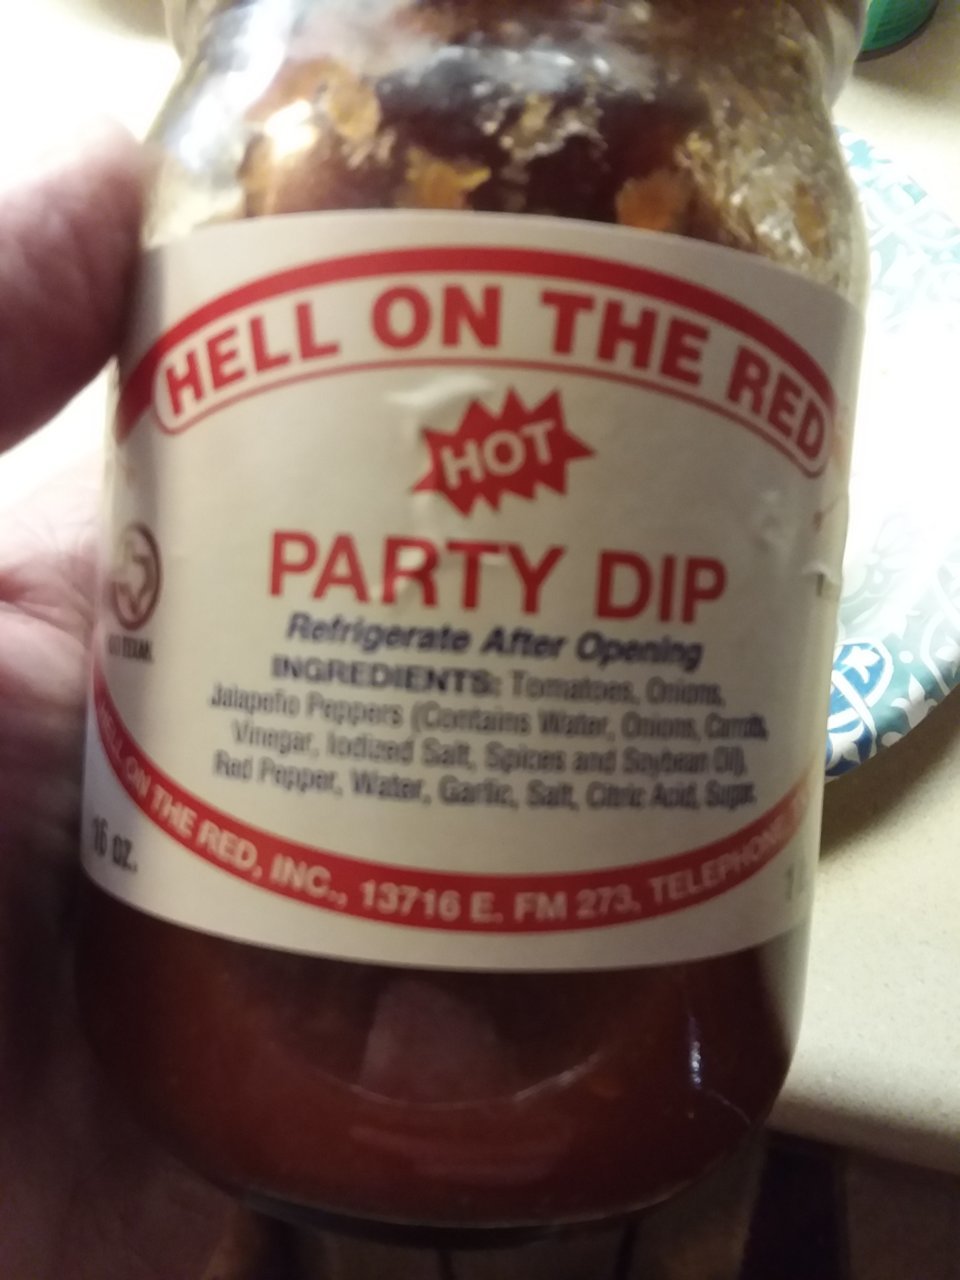 HELL ON THE RED
HOT
PARTY DIP
Refrigerate After Opening
INGREDIENTS: Tomatoes, Onions,
Jalapeño Peppers (Contains Water, Onions, Carrots,
Vinegar, Iodized Salt, Spices and Soybean Oil),
Red Pepper, Water, Garlic, Salt, Citric Acid, Sugar.
HELL ON THE RED, INC., 13716 E. FM 273, TELEPHONE,
16 oz.